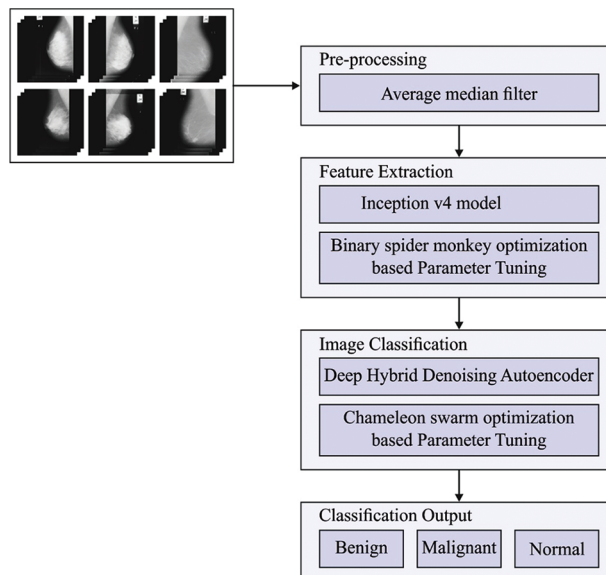 Pre-processing
Average median filter
Feature Extraction
Inception v4 model
Binary spider monkey optimization
based Parameter Tuning
Image Classification
Deep Hybrid Denoising Autoencoder
Chameleon swarm optimization
based Parameter Tuning
Classification Output
Benign
Malignant
Normal